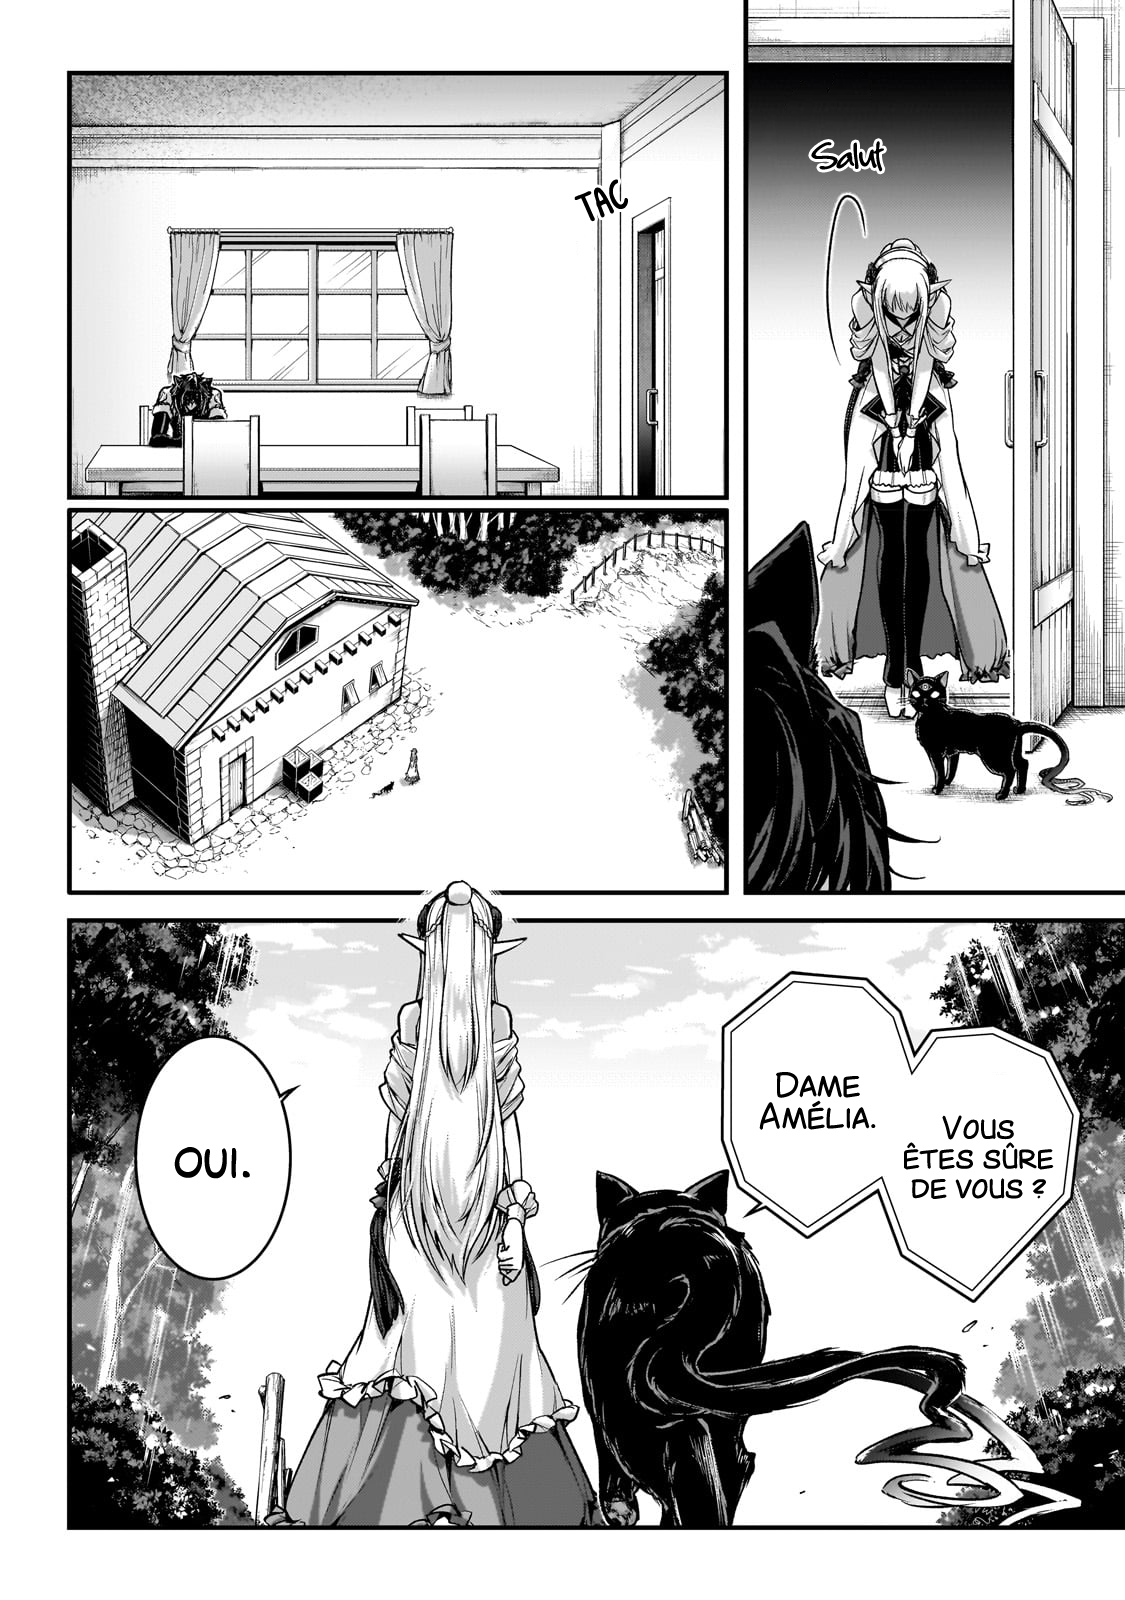 Salut
TAC
DAME
AMÉLIA.
VOUS
ÊTES SÛRE
DE VOUS ?
OUI.